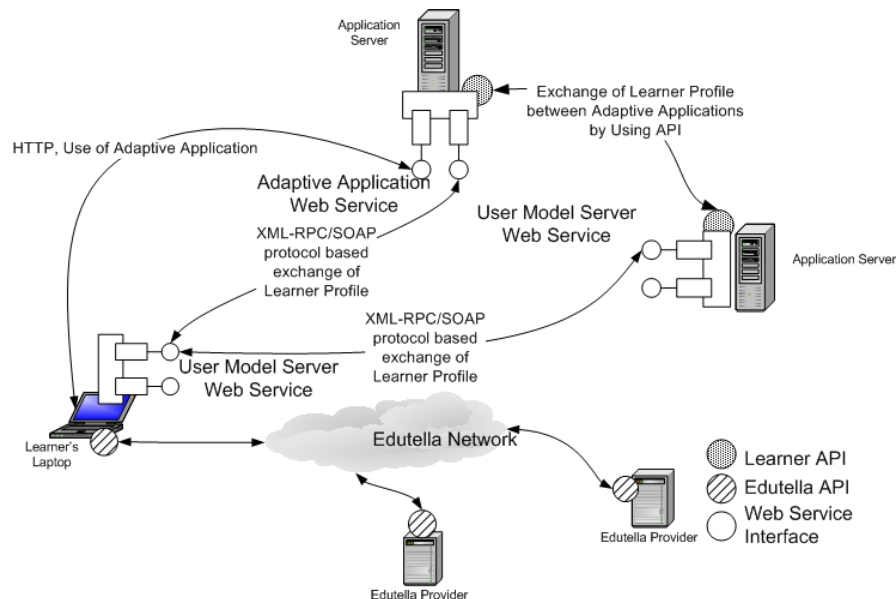 Application
Server
Exchange of Learner Profile
between Adaptive Applications
by Using API
HTTP, Use of Adaptive Application
Adaptive Application
Web Service
User Model Server
Web Service
XML-RPC/SOAP
protocol based
exchange of
Learner Profile
Application Server
XML-RPC/SOAP
protocol based
exchange of
Learner Profile
User Model Server
Web Service
Learner's
Laptop
Edutella Network
Learner API
Edutella API
Web Service
Interface
Edutella Provider
Edutella Provider